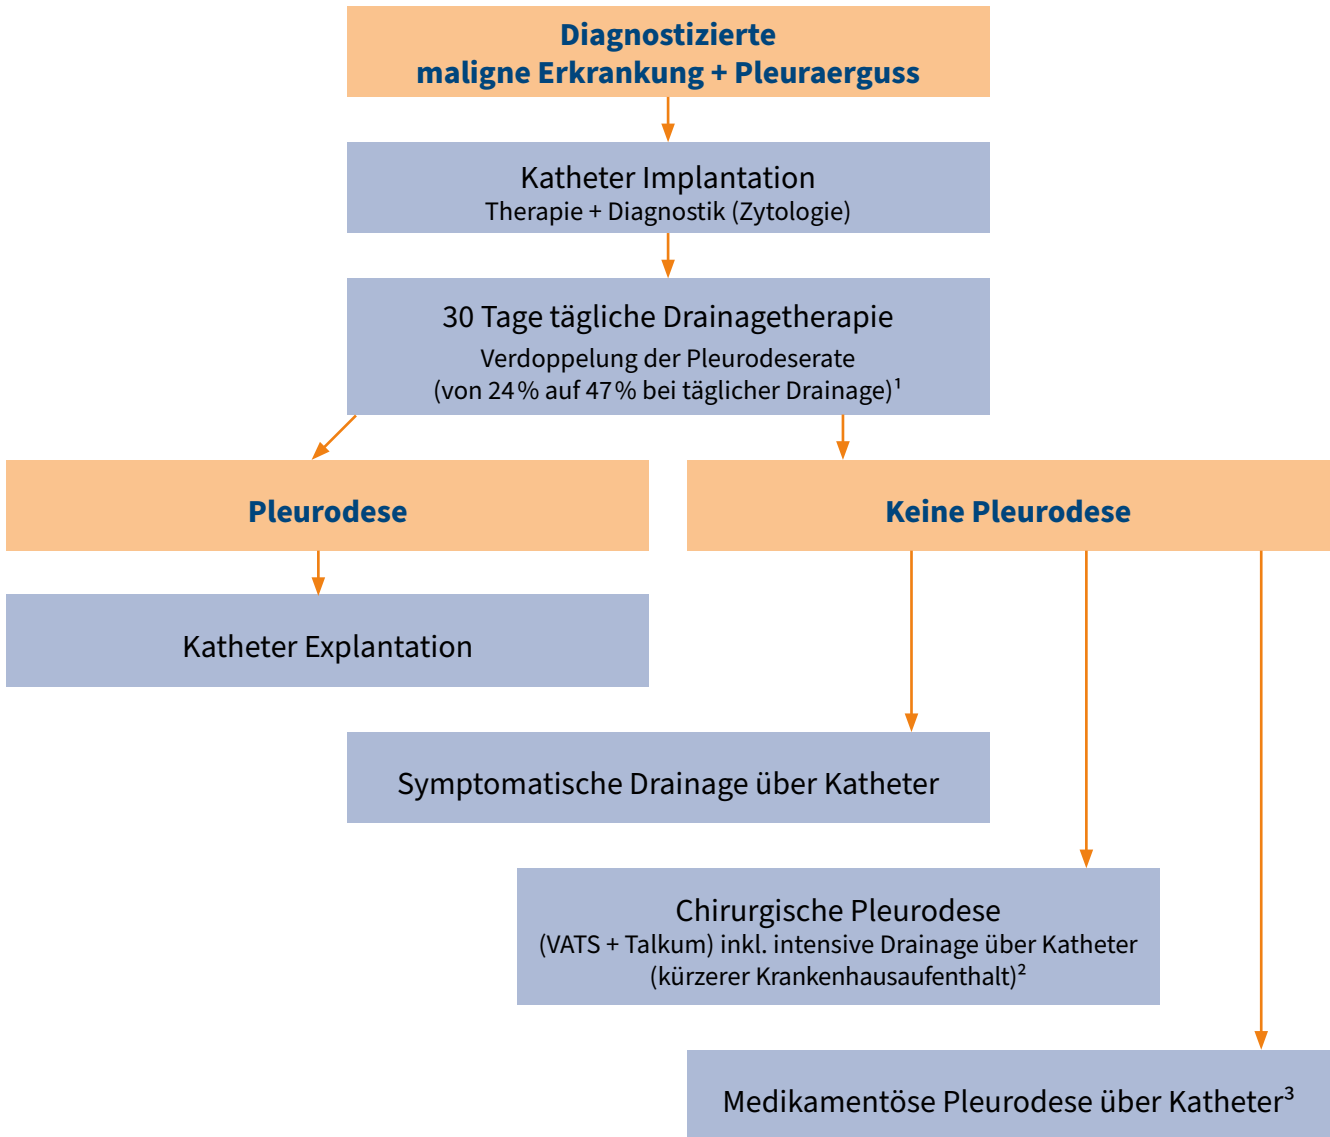 Diagnostizierte
maligne Erkrankung + Pleuraerguss
Katheter Implantation
Therapie + Diagnostik (Zytologie)
30 Tage tägliche Drainagetherapie
Verdoppelung der Pleurodeserate
(von 24 % auf 47 % bei täglicher Drainage)¹
Pleurodese
Keine Pleurodese
Katheter Explantation
Symptomatische Drainage über Katheter
Chirurgische Pleurodese
(VATS + Talkum) inkl. intensive Drainage über Katheter
(kürzerer Krankenhausaufenthalt)²
Medikamentöse Pleurodese über Katheter³